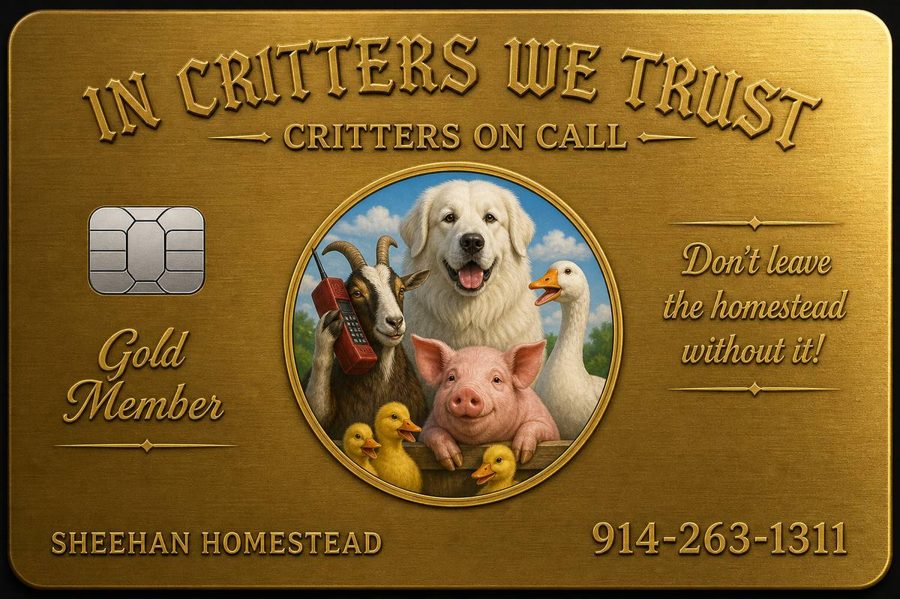 IN CRITTERS WE TRUST
CRITTERS ON CALL
Don't leave
the homestead
without it!
Gold
Member
SHEEHAN HOMESTEAD
914-263-1311